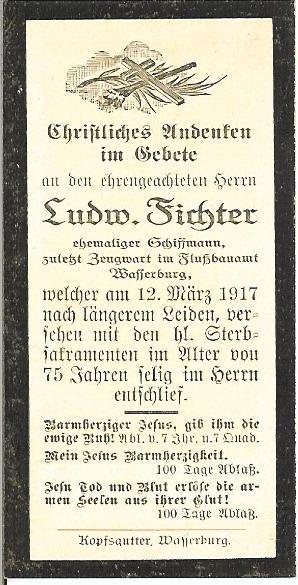 Christliches Andenken
im Gebete
an den ehrengeachteten Herrn
Ludw. Fichter
ehemaliger Schiffmann,
zuletzt Zeugwart im Flußbauamt
Wasserburg,
welcher am 12. März 1917
nach längerem Leiden, ver-
sehen mit den hl. Sterb-
sakramenten im Alter von
75 Jahren selig im Herrn
entschlief.
Barmherziger Jesus, gib ihm die
ewige Ruh! Abl. v. 7 Jhr. u. 7 Quad.
Mein Jesus Barmherzigkeit.
100 Tage Ablaß.
Jesu Tod und Blut erlöse die ar-
men Seelen aus ihrer Glut!
100 Tage Ablaß.
Kopfsgutter, Wasserburg.